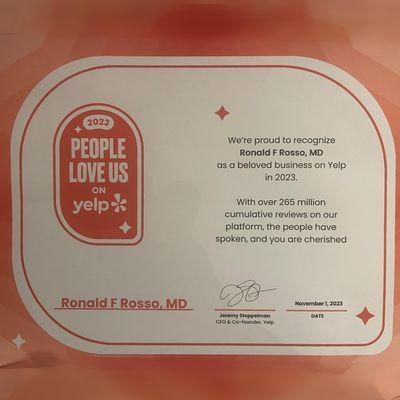 2023
PEOPLE
LOVE US
ON
yelp
We're proud to recognize
Ronald F Rosso, MD
as a beloved business on Yelp
in 2023.
With over 265 million
cumulative reviews on our
platform, the people have
spoken, and you are cherished
Ronald F Rosso, MD
Jeremy Stoppelman
CEO & Co-founder, Yelp
November 1, 2023
DATE